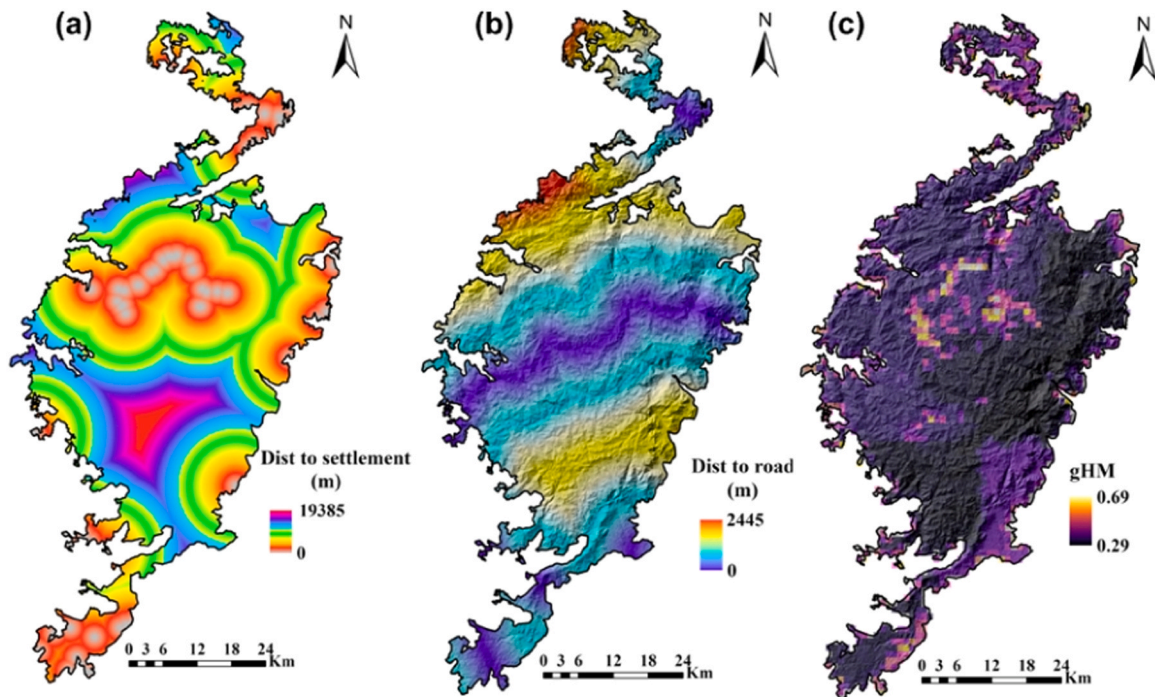 (a)
N
Dist to settlement
(m)
19385
0
0 3 6 12 18 24
Km
(b)
N
Dist to road
(m)
2445
0
0 3 6 12 18 24
Km
(c)
N
gHM
0.69
0.29
0 3 6 12 18 24
Km